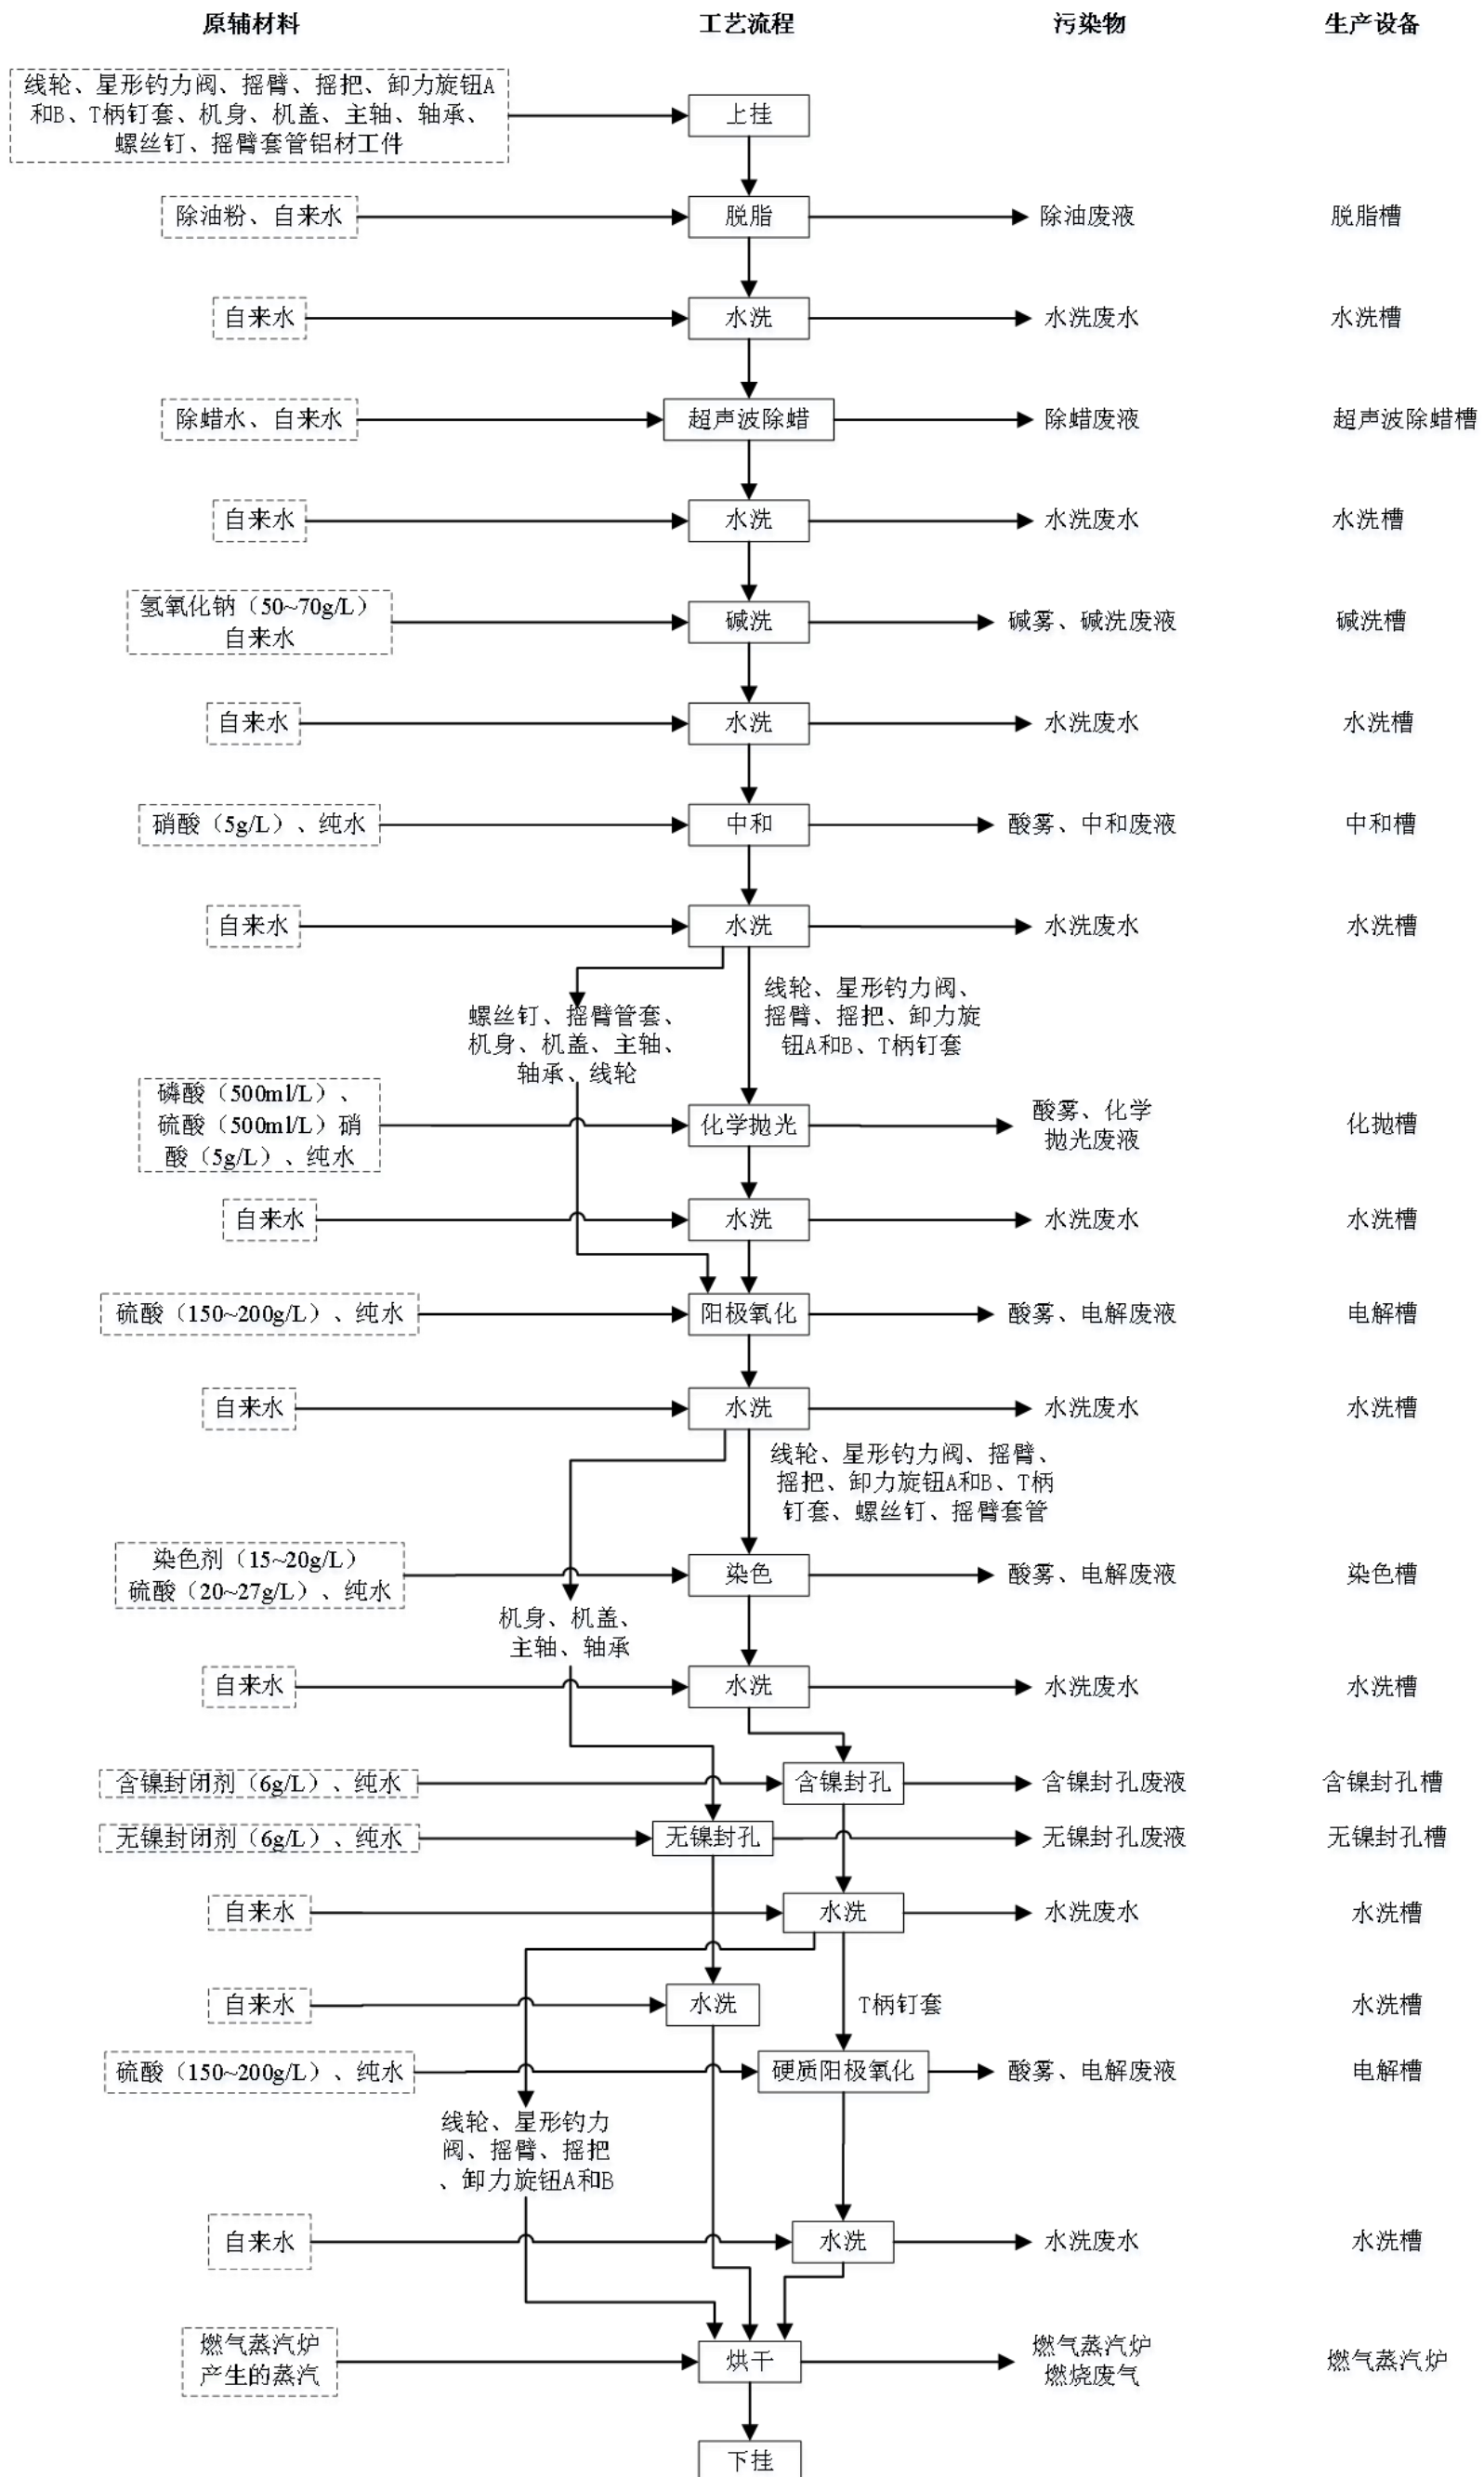 原辅材料 工艺流程 污染物 生产设备
线轮、星形钓力阀、摇臂、摇把、卸力旋钮A
和B、T柄钉套、机身、机盖、主轴、轴承、
螺丝钉、摇臂套管铝材工件
上挂
除油粉、自来水 脱脂 除油废液 脱脂槽
自来水 水洗 水洗废水 水洗槽
除蜡水、自来水 超声波除蜡 除蜡废液 超声波除蜡槽
自来水 水洗 水洗废水 水洗槽
氢氧化钠（50~70g/L）
自来水
碱洗 碱雾、碱洗废液 碱洗槽
自来水 水洗 水洗废水 水洗槽
硝酸（5g/L）、纯水 中和 酸雾、中和废液 中和槽
自来水 水洗 水洗废水 水洗槽
螺丝钉、摇臂管套、
机身、机盖、主轴、
轴承、线轮
线轮、星形钓力阀、
摇臂、摇把、卸力旋
钮A和B、T柄钉套
磷酸（500ml/L）、
硫酸（500ml/L）硝
酸（5g/L）、纯水
化学抛光
酸雾、化学
抛光废液
化抛槽
自来水 水洗 水洗废水 水洗槽
硫酸（150~200g/L）、纯水 阳极氧化 酸雾、电解废液 电解槽
自来水 水洗 水洗废水 水洗槽
线轮、星形钓力阀、摇臂、
摇把、卸力旋钮A和B、T柄
钉套、螺丝钉、摇臂套管
染色剂（15~20g/L）
硫酸（20~27g/L）、纯水
染色 酸雾、电解废液 染色槽
机身、机盖、
主轴、轴承
自来水 水洗 水洗废水 水洗槽
含镍封闭剂（6g/L）、纯水 含镍封孔 含镍封孔废液 含镍封孔槽
无镍封闭剂（6g/L）、纯水 无镍封孔 无镍封孔废液 无镍封孔槽
自来水 水洗 水洗废水 水洗槽
自来水 水洗 T柄钉套 水洗槽
硫酸（150~200g/L）、纯水 硬质阳极氧化 酸雾、电解废液 电解槽
线轮、星形钓力
阀、摇臂、摇把
、卸力旋钮A和B
自来水 水洗 水洗废水 水洗槽
燃气蒸汽炉
产生的蒸汽
烘干
燃气蒸汽炉
燃烧废气
燃气蒸汽炉
下挂